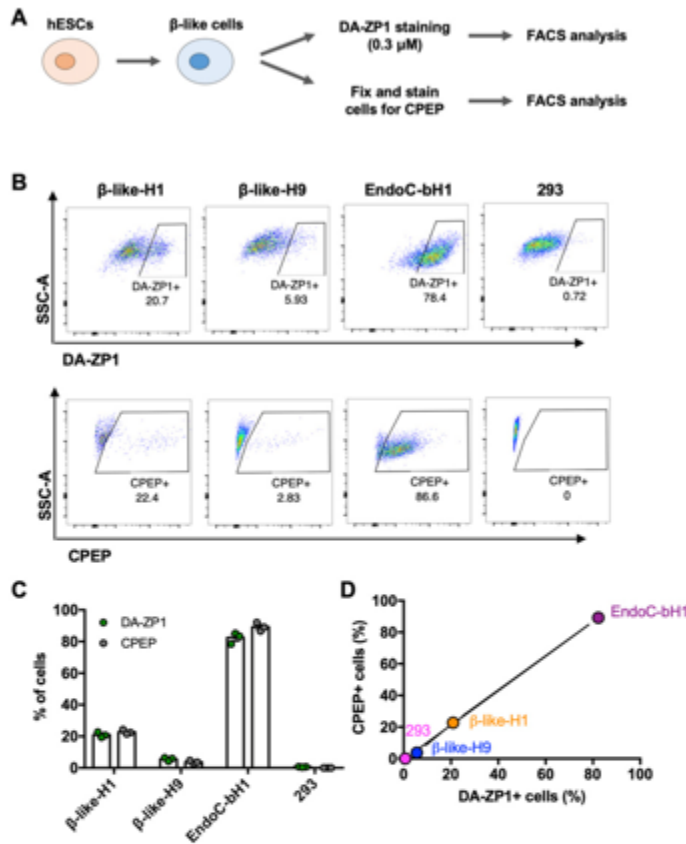 A
hESCs
β-like cells
DA-ZP1 staining
(0.3 µM)
FACS analysis
Fix and stain
cells for CPEP
FACS analysis
B
β-like-H1
β-like-H9
EndoC-bH1
293
SSC-A
DA-ZP1+
20.7
DA-ZP1+
5.93
DA-ZP1+
78.4
DA-ZP1+
0.72
DA-ZP1
SSC-A
CPEP+
22.4
CPEP+
2.83
CPEP+
86.6
CPEP+
0
CPEP
C
DA-ZP1
CPEP
% of cells
100
80
60
40
20
0
β-like-H1
β-like-H9
EndoC-bH1
293
D
CPEP+ cells (%)
100
80
60
40
20
0
EndoC-bH1
β-like-H1
293
β-like-H9
0
20
40
60
80
100
DA-ZP1+ cells (%)